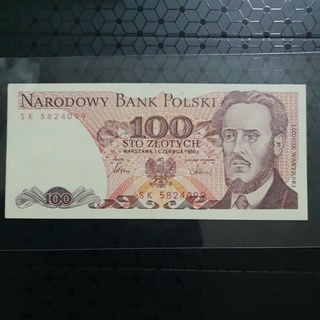 NARODOWY BANK POLSKI
SK 5824099
100
STO ZŁOTYCH
WARSZAWA 1 CZERWCA 1986 r.
LUDWIK WARYŃSKI
SK 5824099
100